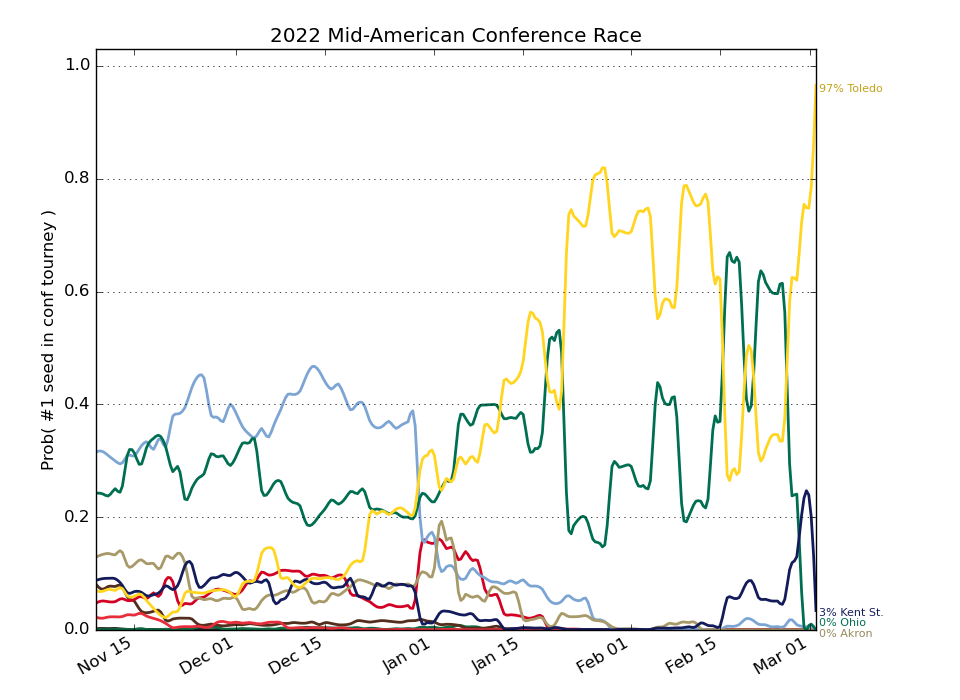 2022 Mid-American Conference Race
Prob( #1 seed in conf tourney )
1.0
0.8
0.6
0.4
0.2
0.0
97% Toledo
3% Kent St.
0% Ohio
0% Akron
Nov 15
Dec 01
Dec 15
Jan 01
Jan 15
Feb 01
Feb 15
Mar 01